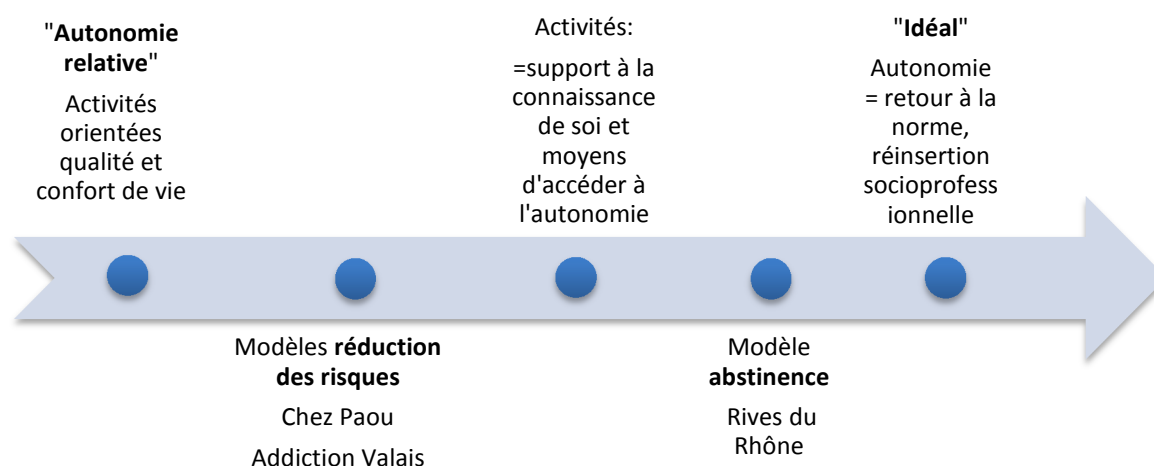 "Autonomie
relative"
Activités
orientées
qualité et
confort de vie
Modèles réduction
des risques
Chez Paou
Addiction Valais
Activités:
=support à la
connaissance
de soi et
moyens
d'accéder à
l'autonomie
Modèle
abstinence
Rives du
Rhône
"Idéal"
Autonomie
= retour à la
norme,
réinsertion
socioprofess
ionnelle